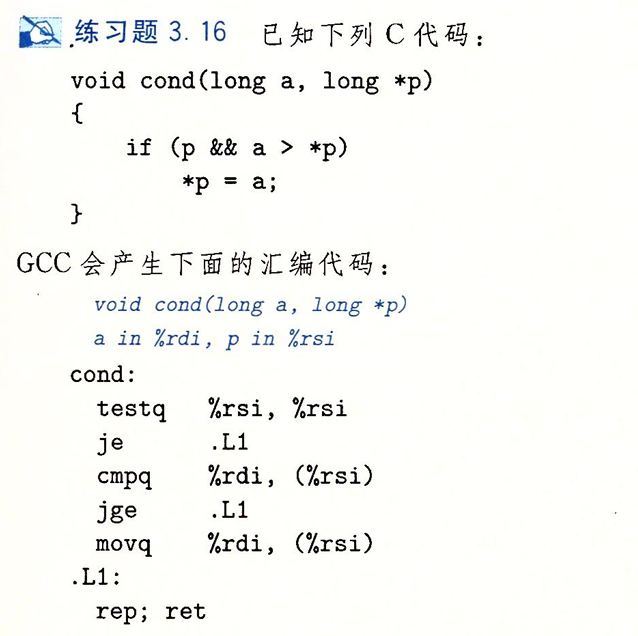 练习题 3.16 已知下列 C 代码:
void cond(long a, long *p)
{
    if (p && a > *p)
        *p = a;
}
GCC 会产生下面的汇编代码:
void cond(long a, long *p)
a in %rdi, p in %rsi
cond:
  testq   %rsi, %rsi
  je      .L1
  cmpq    %rdi, (%rsi)
  jge     .L1
  movq    %rdi, (%rsi)
.L1:
  rep; ret